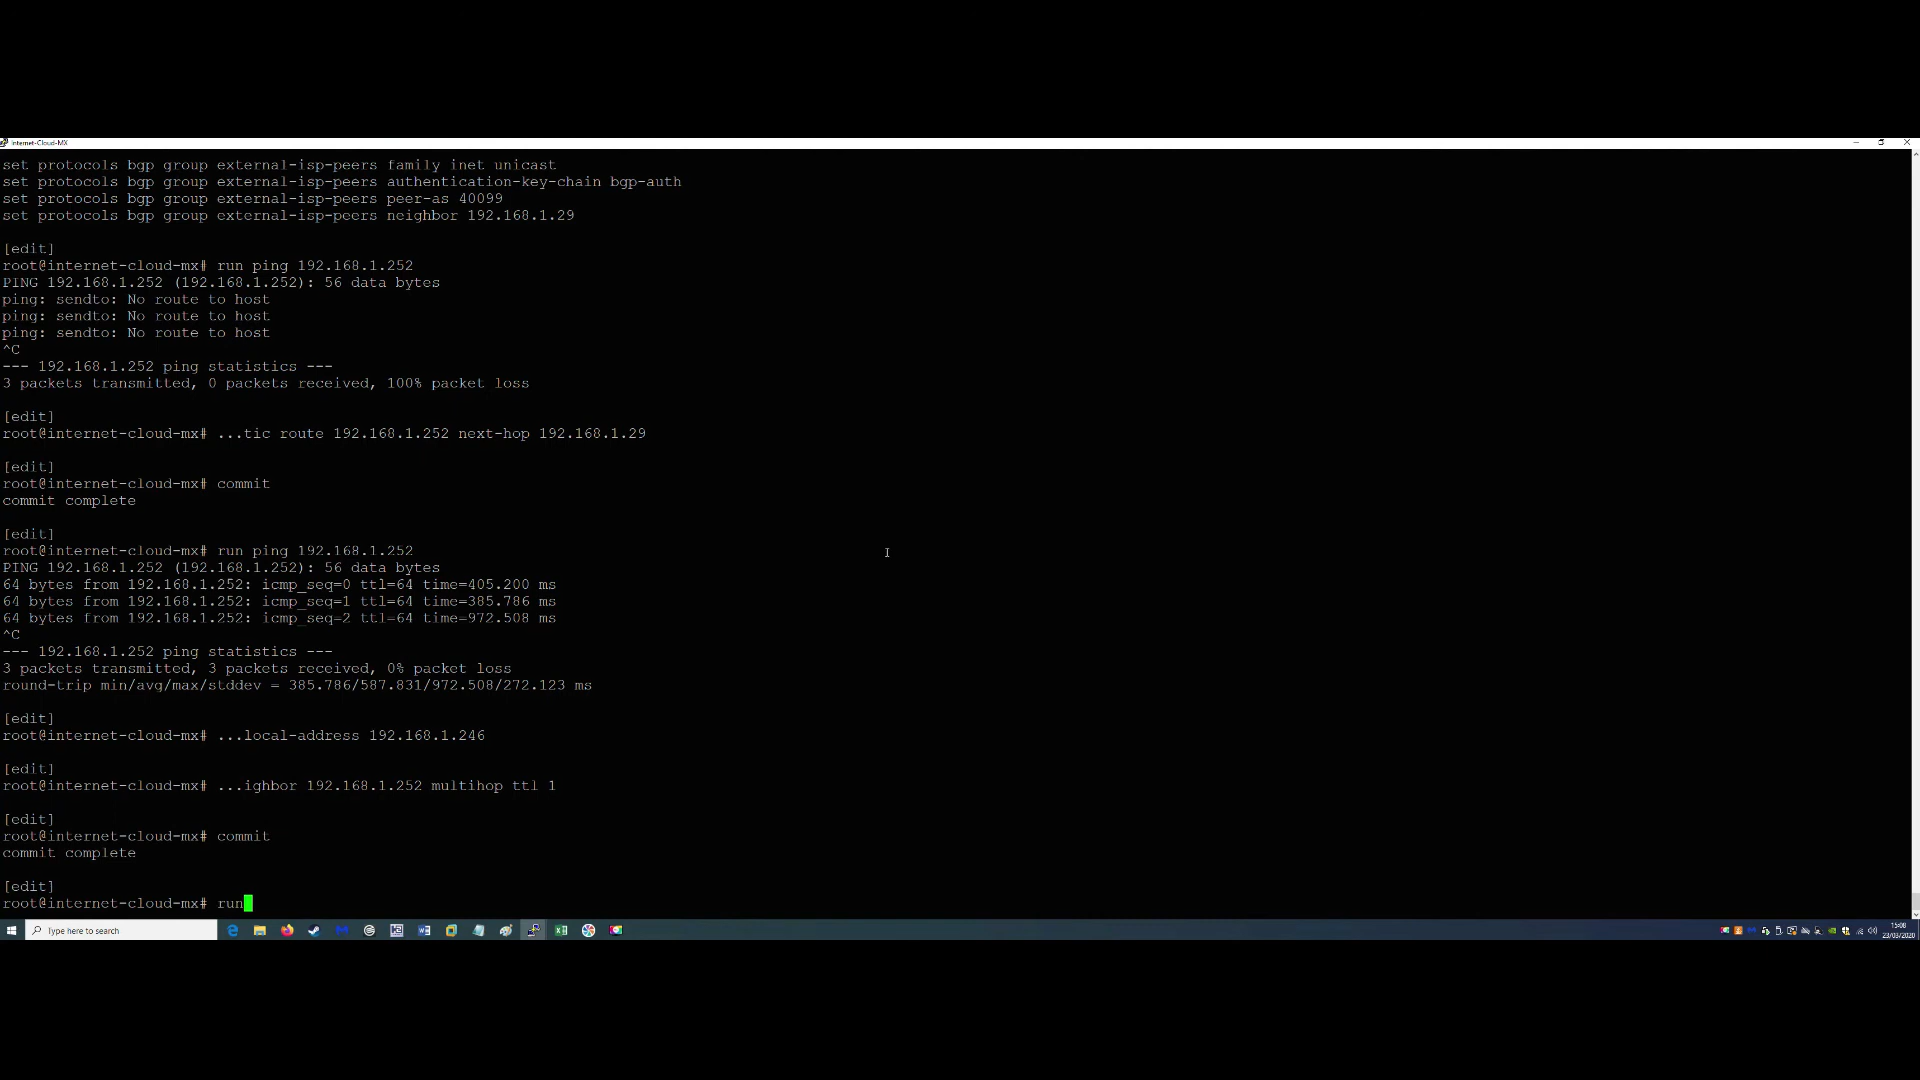 Internet-Cloud-MX
set protocols bgp group external-isp-peers family inet unicast
set protocols bgp group external-isp-peers authentication-key-chain bgp-auth
set protocols bgp group external-isp-peers peer-as 40099
set protocols bgp group external-isp-peers neighbor 192.168.1.29
[edit]
root@internet-cloud-mx# run ping 192.168.1.252
PING 192.168.1.252 (192.168.1.252): 56 data bytes
ping: sendto: No route to host
ping: sendto: No route to host
ping: sendto: No route to host
^C
--- 192.168.1.252 ping statistics ---
3 packets transmitted, 0 packets received, 100% packet loss
[edit]
root@internet-cloud-mx# ...tic route 192.168.1.252 next-hop 192.168.1.29
[edit]
root@internet-cloud-mx# commit
commit complete
[edit]
root@internet-cloud-mx# run ping 192.168.1.252
PING 192.168.1.252 (192.168.1.252): 56 data bytes
64 bytes from 192.168.1.252: icmp_seq=0 ttl=64 time=405.200 ms
64 bytes from 192.168.1.252: icmp_seq=1 ttl=64 time=385.786 ms
64 bytes from 192.168.1.252: icmp_seq=2 ttl=64 time=972.508 ms
^C
--- 192.168.1.252 ping statistics ---
3 packets transmitted, 3 packets received, 0% packet loss
round-trip min/avg/max/stddev = 385.786/587.831/972.508/272.123 ms
[edit]
root@internet-cloud-mx# ...local-address 192.168.1.246
[edit]
root@internet-cloud-mx# ...ighbor 192.168.1.252 multihop ttl 1
[edit]
root@internet-cloud-mx# commit
commit complete
[edit]
root@internet-cloud-mx# run
Type here to search
15:08
23/03/2020